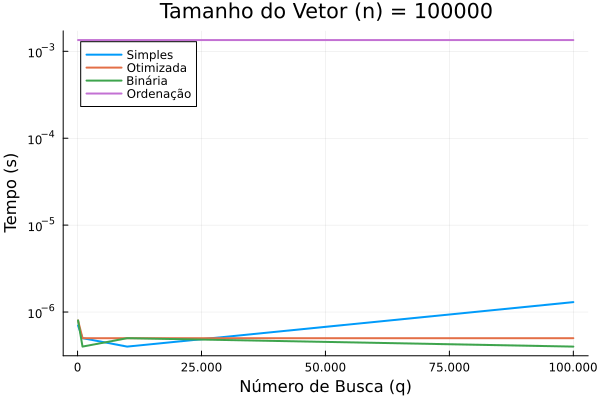 Tamanho do Vetor (n) = 100000
Tempo (s)
10⁻³
10⁻⁴
10⁻⁵
10⁻⁶
Simples
Otimizada
Binária
Ordenação
0
25.000
50.000
75.000
100.000
Número de Busca (q)